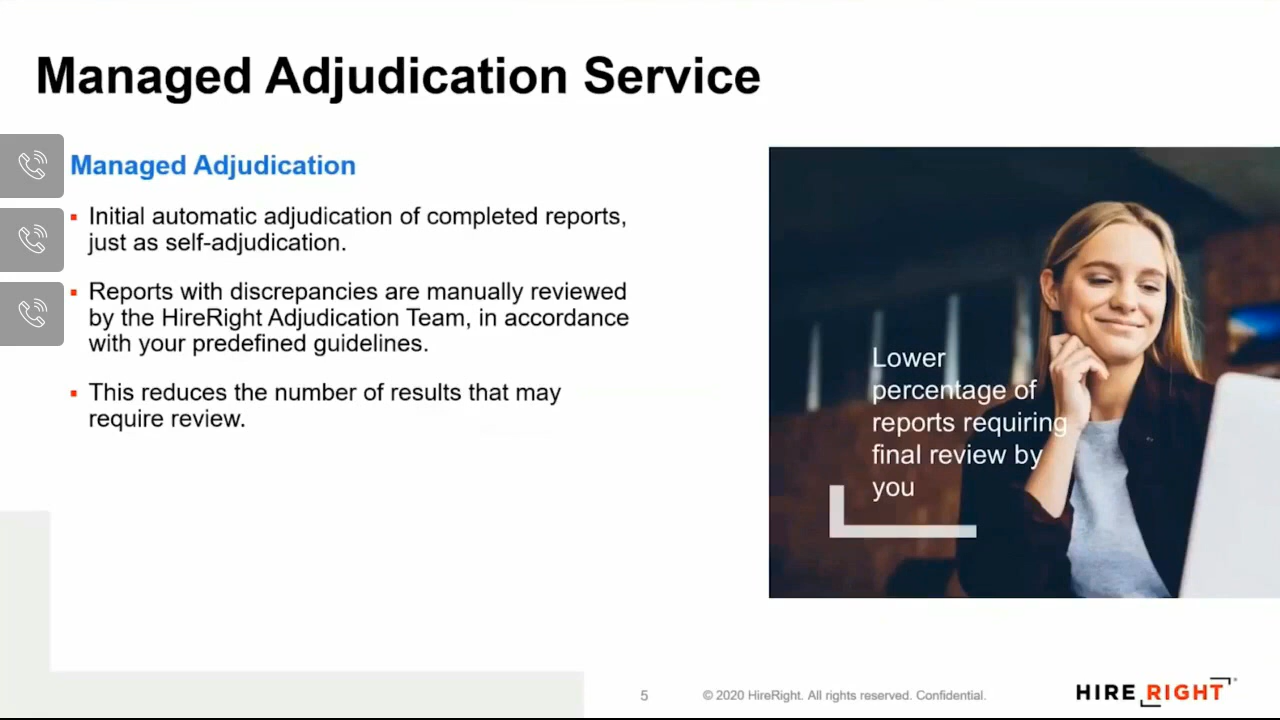 Managed Adjudication Service
Managed Adjudication
Initial automatic adjudication of completed reports,
just as self-adjudication.
Reports with discrepancies are manually reviewed
by the HireRight Adjudication Team, in accordance
with your predefined guidelines.
This reduces the number of results that may
require review.
Lower
percentage of
reports requiring
final review by
you
5
© 2020 HireRight. All rights reserved. Confidential.
HIRE RIGHT